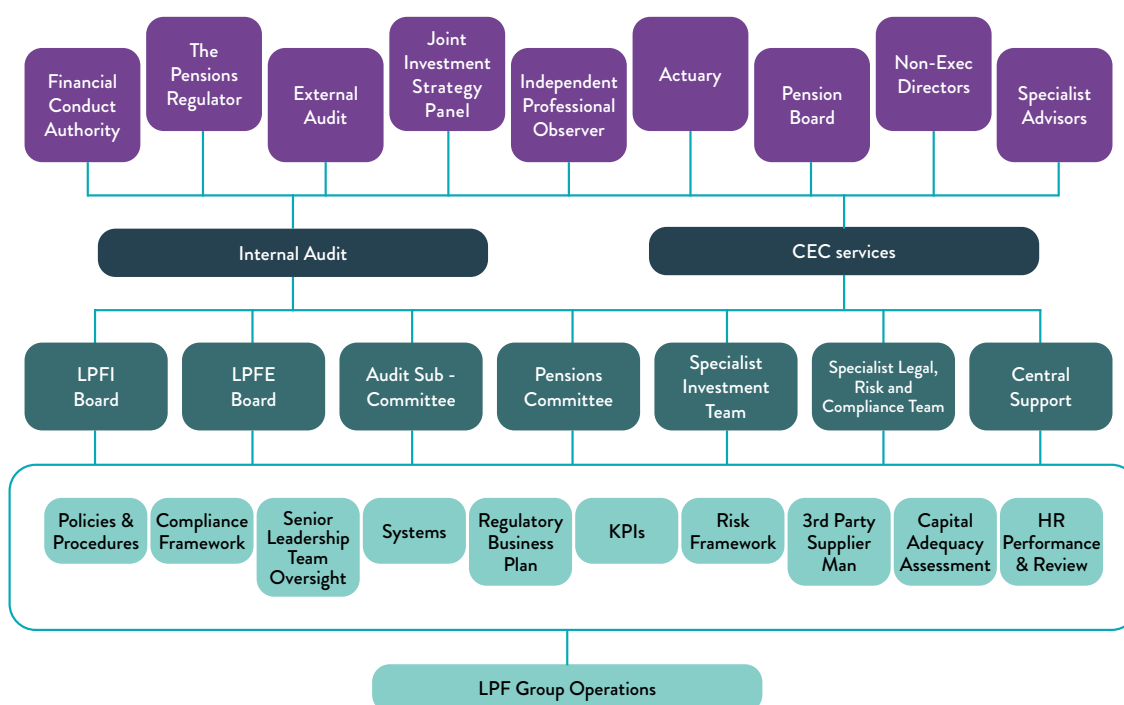 Financial
Conduct
Authority
The
Pensions
Regulator
External
Audit
Joint
Investment
Strategy
Panel
Independent
Professional
Observer
Actuary
Pension
Board
Non-Exec
Directors
Specialist
Advisors
Internal Audit
CEC services
LPFI
Board
LPFE
Board
Audit Sub -
Committee
Pensions
Committee
Specialist
Investment
Team
Specialist Legal,
Risk and
Compliance Team
Central
Support
Policies &
Procedures
Compliance
Framework
Senior
Leadership
Team
Oversight
Systems
Regulatory
Business
Plan
KPIs
Risk
Framework
3rd Party
Supplier
Man
Capital
Adequacy
Assessment
HR
Performance
& Review
LPF Group Operations